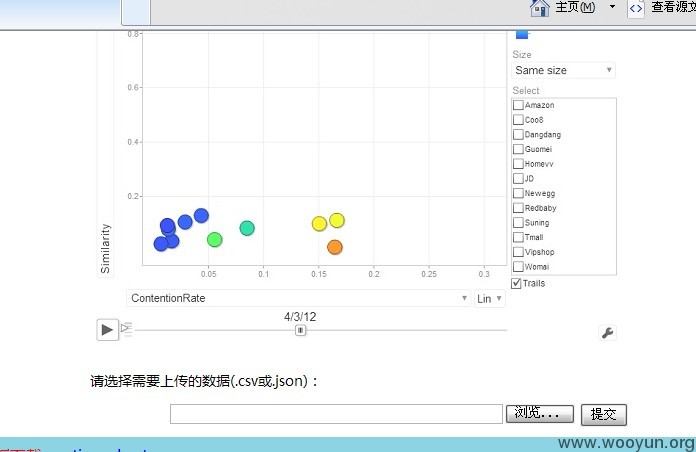 主页(M)
查看源文
0.8
Size
Same size
Select
0.6
Amazon
Coo8
Dangdang
0.4
Guomei
Homevv
JD
Newegg
0.2
Redbaby
Suning
Tmall
Vipshop
Womai
Similarity
0.05 0.1 0.15 0.2 0.25 0.3
Trails
ContentionRate
Lin
4/3/12
请选择需要上传的数据(.csv或.json)：
浏览... 提交
www.wooyun.org